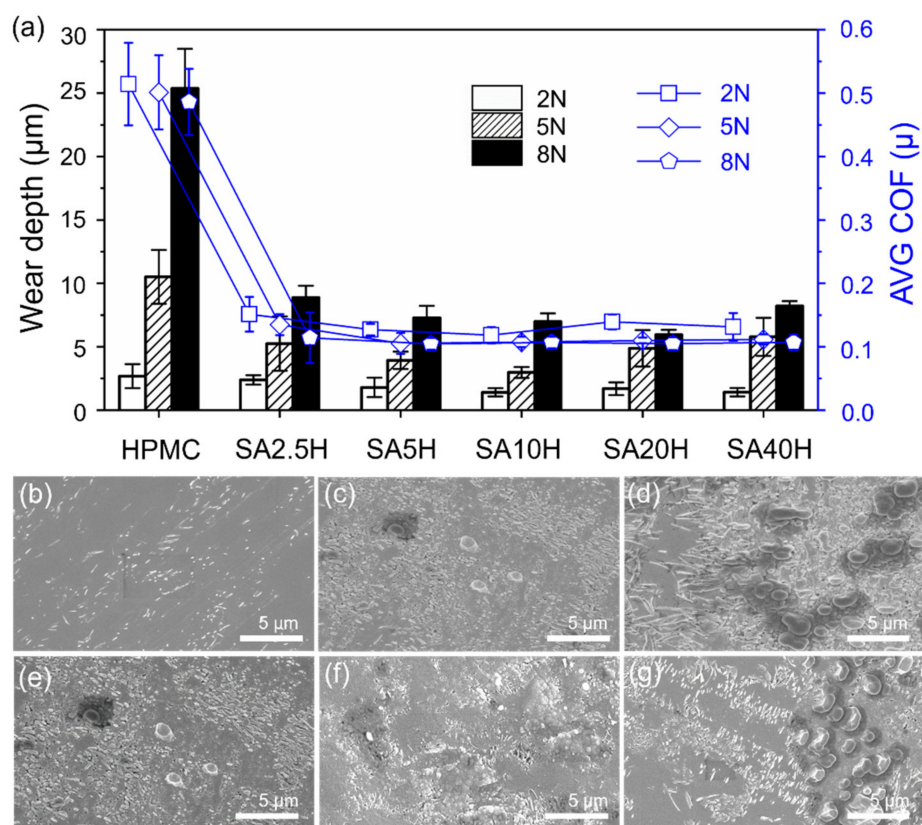 (a)
30
25
20
15
10
5
0
Wear depth (μm)
2N
5N
8N
2N
5N
8N
0.6
0.5
0.4
0.3
0.2
0.1
0.0
AVG COF (μ)
HPMC SA2.5H SA5H SA10H SA20H SA40H
(b) (c) (d)
5 μm 5 μm 5 μm
(e) (f) (g)
5 μm 5 μm 5 μm